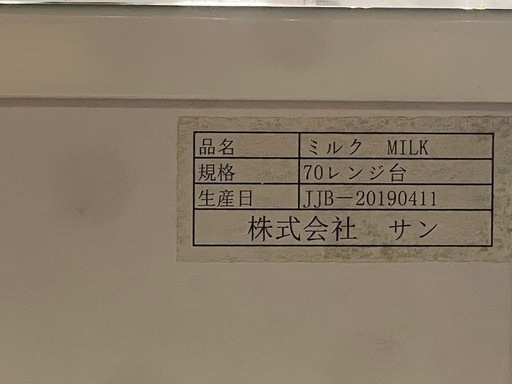 品名 ミルク MILK
規格 70レンジ台
生産日 JJB－20190411
株式会社 サン